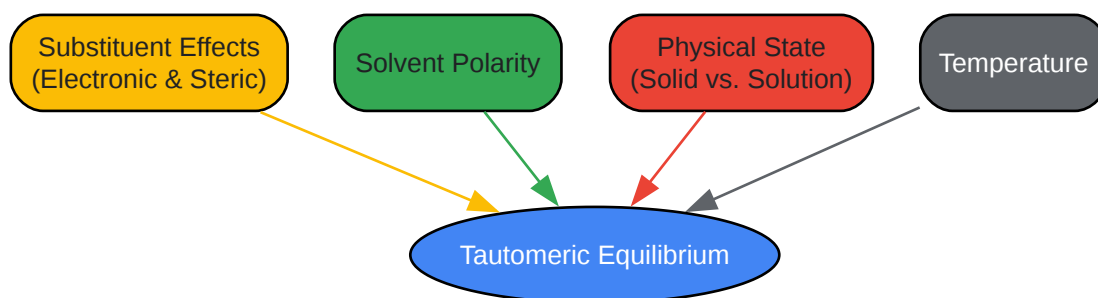 Substituent Effects
(Electronic & Steric)
Solvent Polarity
Physical State
(Solid vs. Solution)
Temperature
Tautomeric Equilibrium